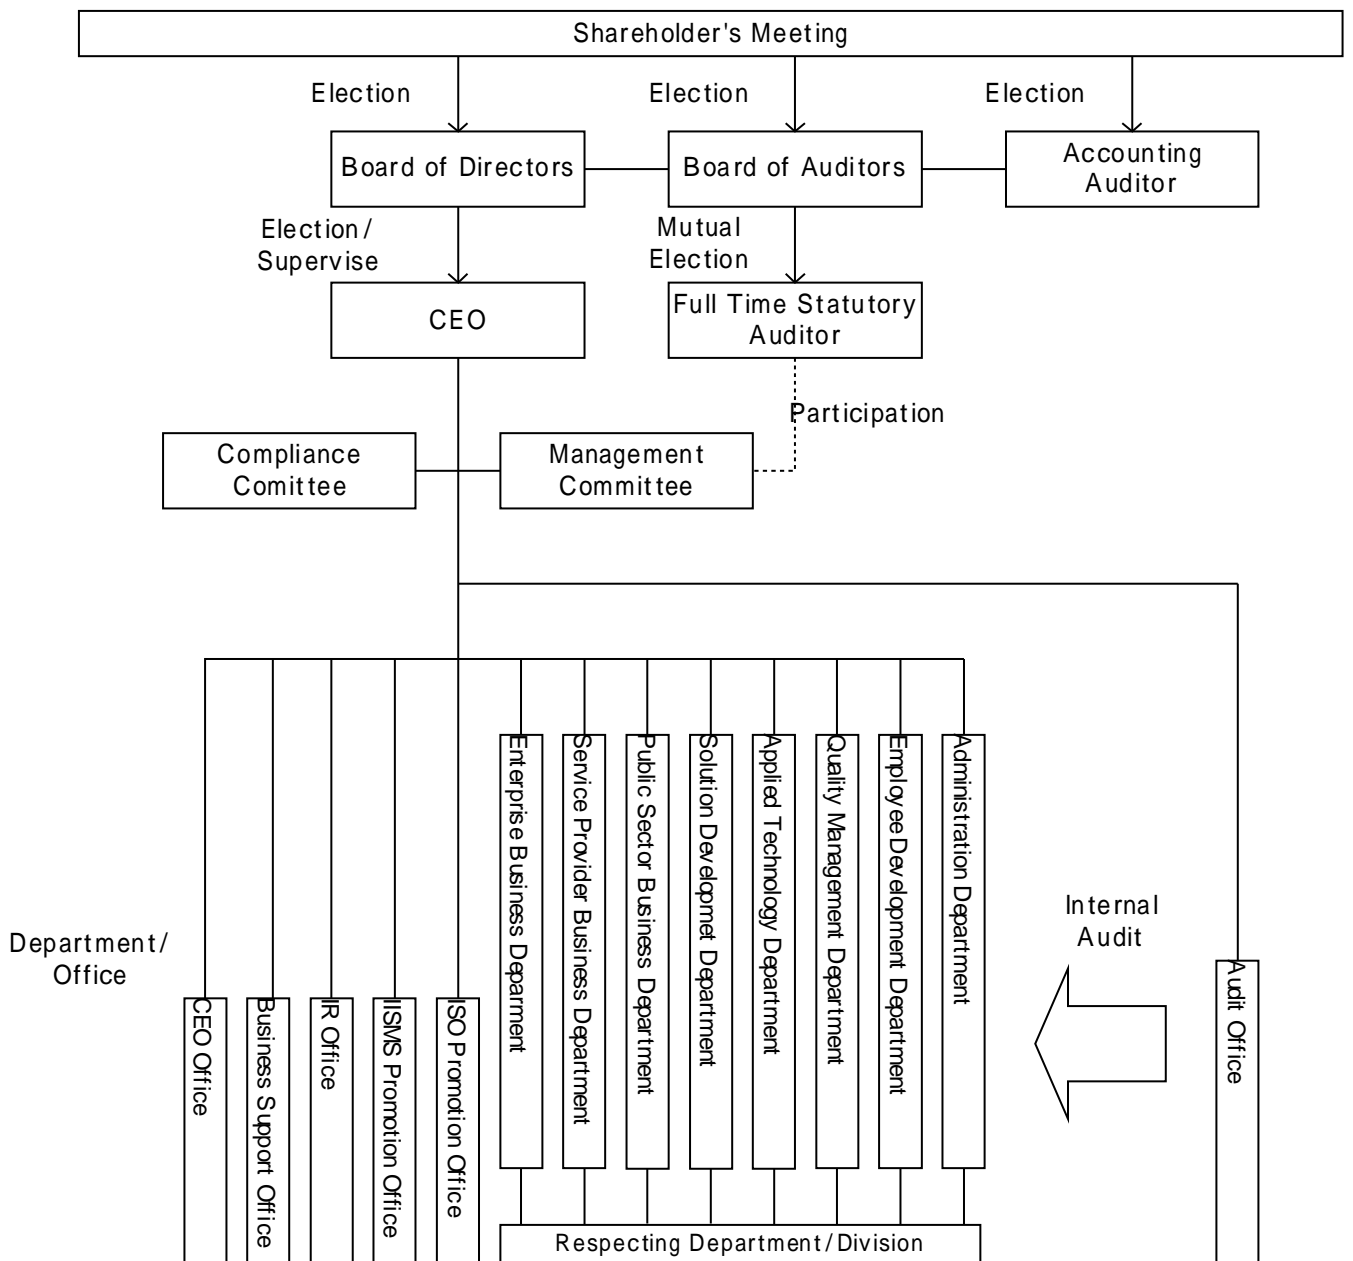 Shareholder's Meeting
Election
Election
Election
Board of Directors
Board of Auditors
Accounting
Auditor
Election/
Supervise
Mutual
Election
CEO
Full Time Statutory
Auditor
Participation
Compliance
Comittee
Management
Committee
Department/
Office
CEO Office
Business Support Office
IR Office
IISMS Promotion Office
ISO Promotion Office
Enterprise Business Deparment
Service Provider Business Department
Public Sector Business Department
Solution Developmet Department
Applied Technology Department
Quality Management Department
Employee Development Department
Administration Department
Internal
Audit
Audit Office
Respecting Department/Division